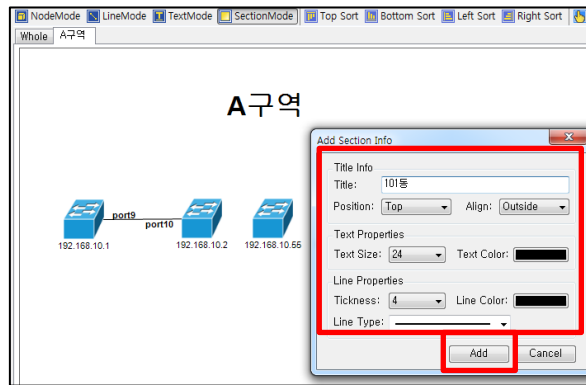 NodeMode LineMode TextMode SectionMode Top Sort Bottom Sort Left Sort Right Sort
Whole A구역
A구역
Add Section Info
Title Info
Title: 101동
Position: Top Align: Outside
port9
port10
192.168.10.1 192.168.10.2 192.168.10.55
Text Properties
Text Size: 24 Text Color:
Line Properties
Tickness: 4 Line Color:
Line Type:
Add Cancel